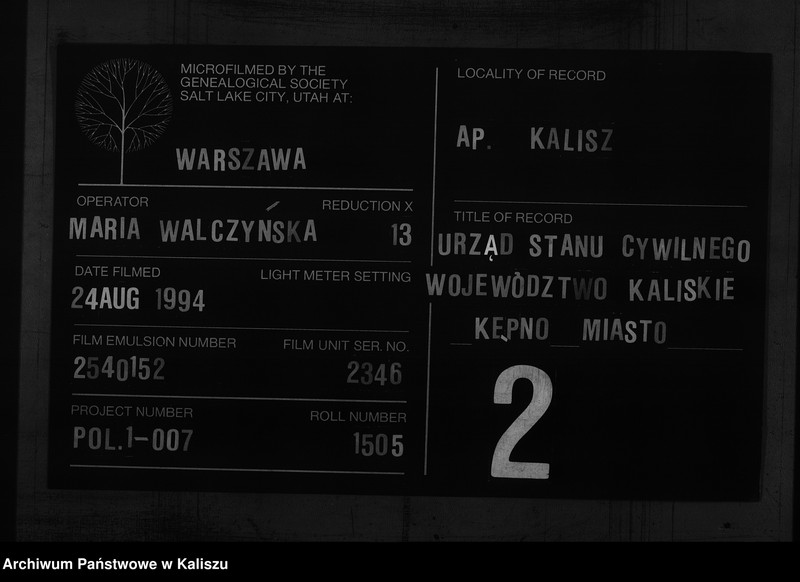 MICROFILMED BY THE
GENEALOGICAL SOCIETY
SALT LAKE CITY, UTAH AT:
WARSZAWA
OPERATOR
REDUCTION X
MARIA WALCZYŃSKA
13
DATE FILMED
LIGHT METER SETTING
24AUG 1994
FILM EMULSION NUMBER
FILM UNIT SER. NO.
2540152
2346
PROJECT NUMBER
ROLL NUMBER
POL.1-007
1505
LOCALITY OF RECORD
AP. KALISZ
TITLE OF RECORD
URZĄD STANU CYWILNEGO
WOJEWÓDZTWO KALISKIE
KĘPNO MIASTO
2
Archiwum Państwowe w Kaliszu